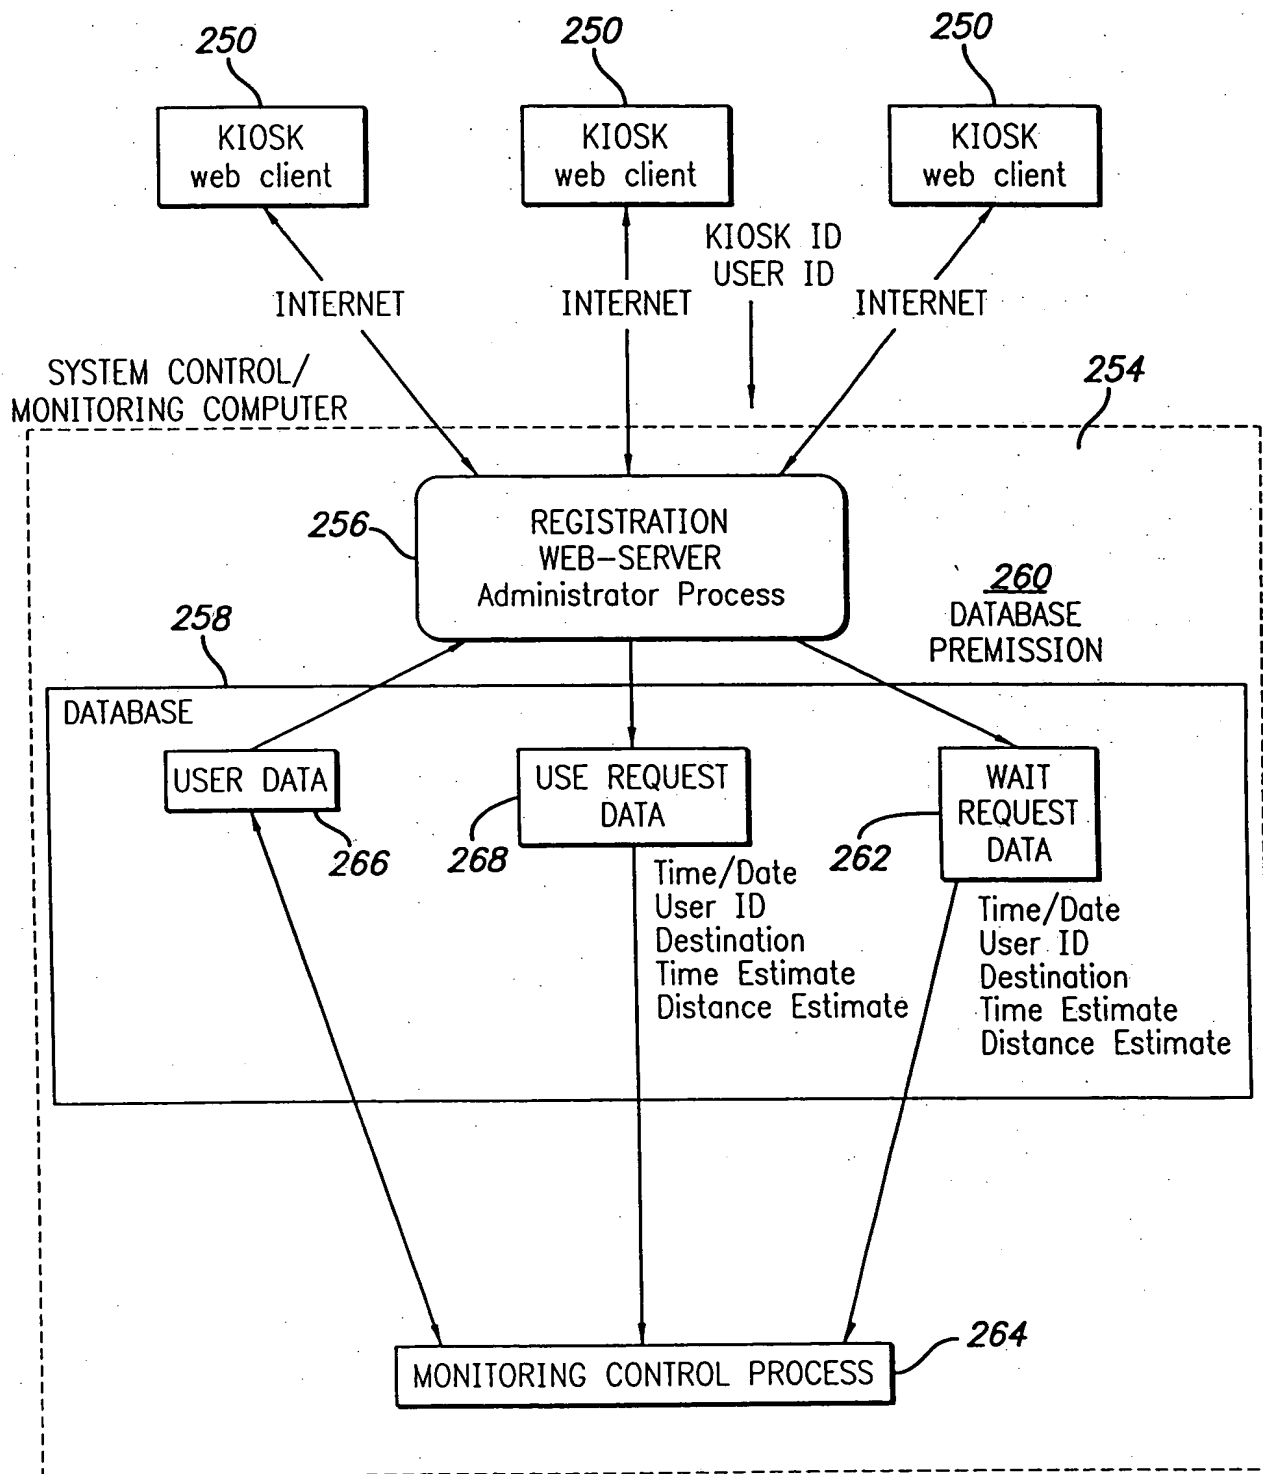 250
250
250
KIOSK
web client
KIOSK
web client
KIOSK
web client
KIOSK ID
USER ID
INTERNET
INTERNET
INTERNET
SYSTEM CONTROL/
MONITORING COMPUTER
254
256
REGISTRATION
WEB-SERVER
Administrator Process
260
DATABASE
PREMISSION
258
DATABASE
USER DATA
266
USE REQUEST
DATA
268
WAIT
REQUEST
DATA
262
Time/Date
User ID
Destination
Time Estimate
Distance Estimate
Time/Date
User ID
Destination
Time Estimate
Distance Estimate
264
MONITORING CONTROL PROCESS